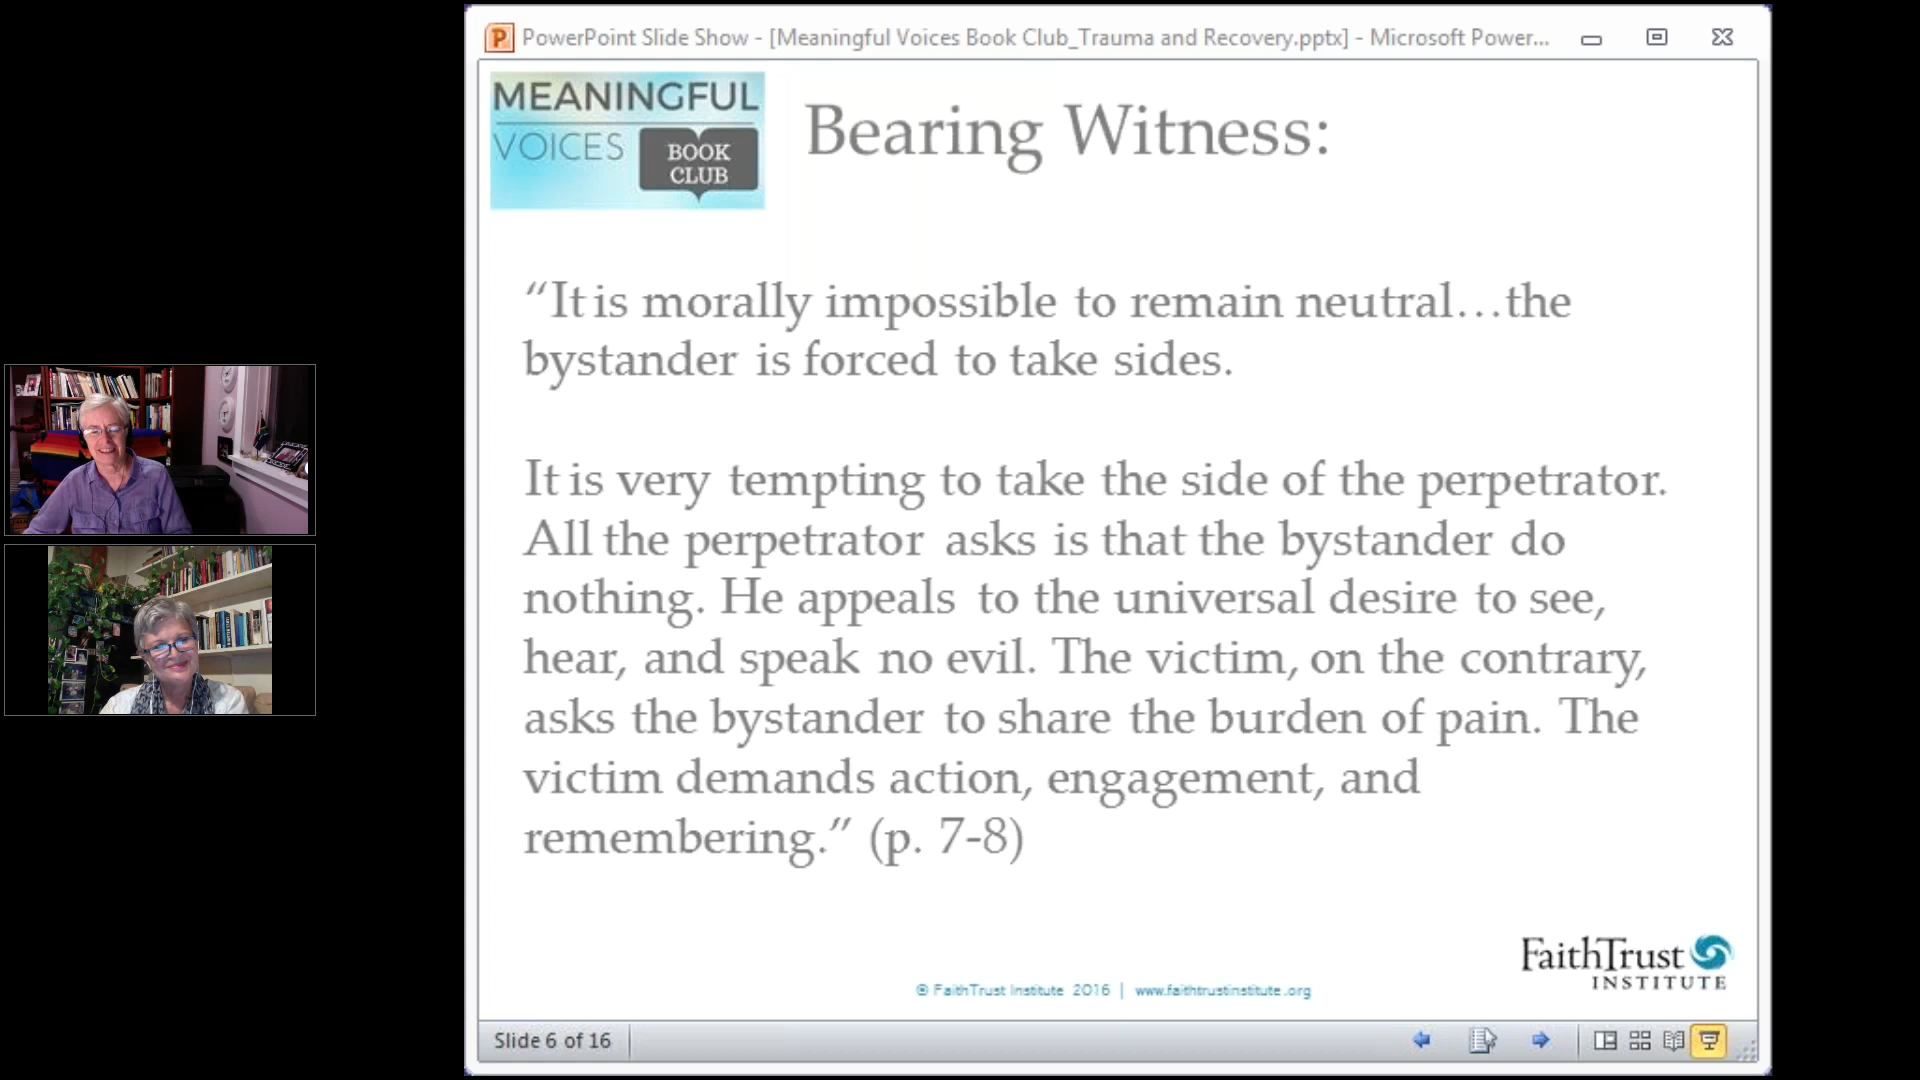 PowerPoint Slide Show - [Meaningful Voices Book Club_Trauma and Recovery.pptx] - Microsoft Power...
MEANINGFUL
VOICES
BOOK
CLUB
Bearing Witness:
“It is morally impossible to remain neutral…the
bystander is forced to take sides.
It is very tempting to take the side of the perpetrator.
All the perpetrator asks is that the bystander do
nothing. He appeals to the universal desire to see,
hear, and speak no evil. The victim, on the contrary,
asks the bystander to share the burden of pain. The
victim demands action, engagement, and
remembering.” (p. 7-8)
FaithTrust
INSTITUTE
© FaithTrust Institute 2016 | www.faithtrustinstitute.org
Slide 6 of 16